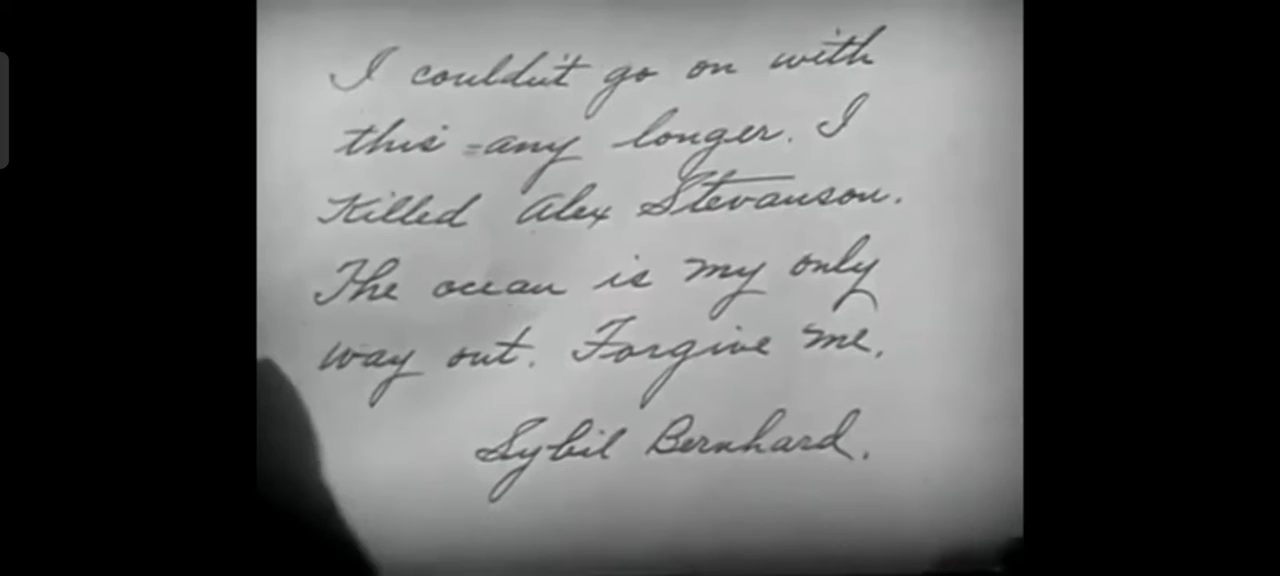 I couldn't go on with
this - any longer. I
Killed Alex Stevanson.
The ocean is my only
way out. Forgive me.
Sybil Bernhard.